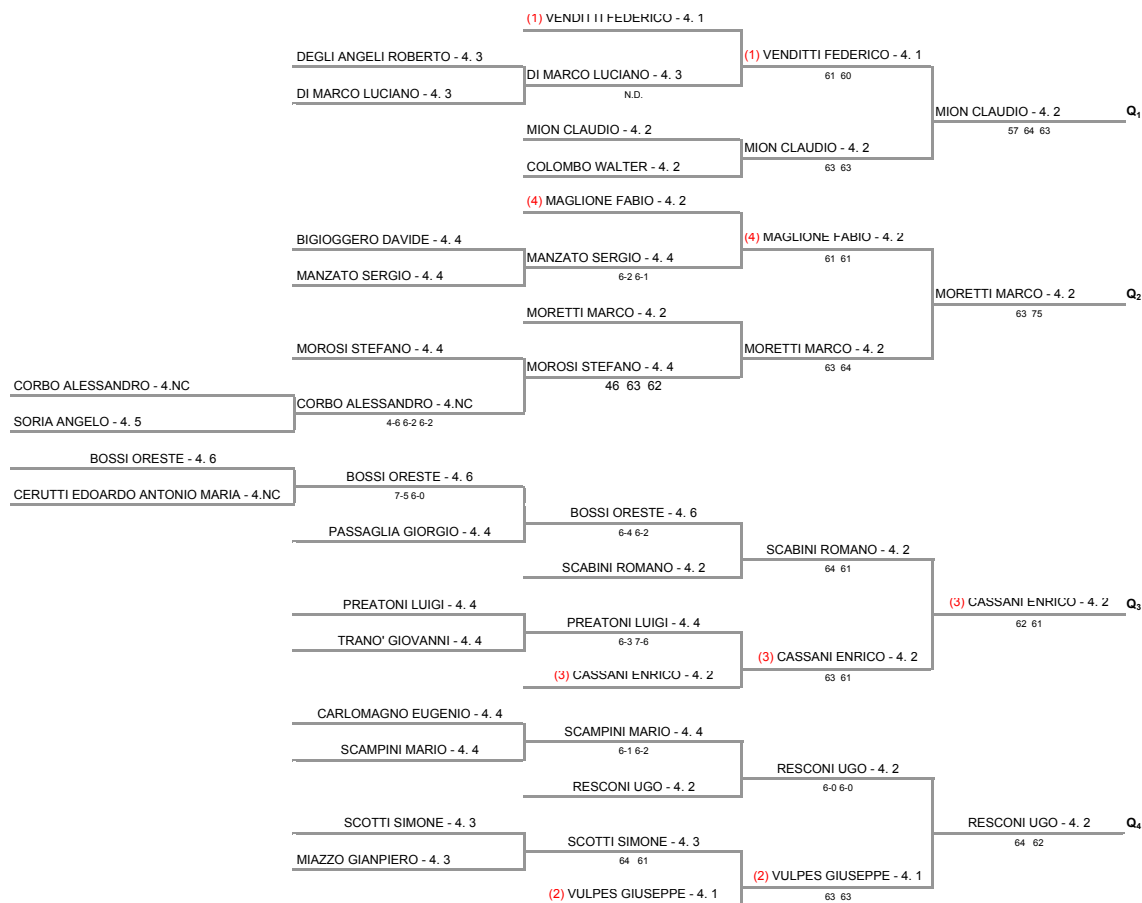 (1) VENDITTI FEDERICO - 4. 1
DEGLI ANGELI ROBERTO - 4. 3
(1) VENDITTI FEDERICO - 4. 1
DI MARCO LUCIANO - 4. 3
61 60
DI MARCO LUCIANO - 4. 3
N.D.
MION CLAUDIO - 4. 2
Q1
57 64 63
MION CLAUDIO - 4. 2
MION CLAUDIO - 4. 2
COLOMBO WALTER - 4. 2
63 63
(4) MAGLIONE FABIO - 4. 2
BIGIOGGERO DAVIDE - 4. 4
(4) MAGLIONE FABIO - 4. 2
MANZATO SERGIO - 4. 4
61 61
MANZATO SERGIO - 4. 4
6-2 6-1
MORETTI MARCO - 4. 2
Q2
MORETTI MARCO - 4. 2
63 75
MOROSI STEFANO - 4. 4
MORETTI MARCO - 4. 2
MOROSI STEFANO - 4. 4
63 64
CORBO ALESSANDRO - 4.NC
46 63 62
CORBO ALESSANDRO - 4.NC
SORIA ANGELO - 4. 5
4-6 6-2 6-2
BOSSI ORESTE - 4. 6
BOSSI ORESTE - 4. 6
CERUTTI EDOARDO ANTONIO MARIA - 4.NC
7-5 6-0
BOSSI ORESTE - 4. 6
PASSAGLIA GIORGIO - 4. 4
6-4 6-2
SCABINI ROMANO - 4. 2
SCABINI ROMANO - 4. 2
64 61
PREATONI LUIGI - 4. 4
(3) CASSANI ENRICO - 4. 2
Q3
PREATONI LUIGI - 4. 4
62 61
TRANO' GIOVANNI - 4. 4
6-3 7-6
(3) CASSANI ENRICO - 4. 2
(3) CASSANI ENRICO - 4. 2
63 61
CARLOMAGNO EUGENIO - 4. 4
SCAMPINI MARIO - 4. 4
SCAMPINI MARIO - 4. 4
6-1 6-2
RESCONI UGO - 4. 2
RESCONI UGO - 4. 2
6-0 6-0
SCOTTI SIMONE - 4. 3
RESCONI UGO - 4. 2
Q4
SCOTTI SIMONE - 4. 3
64 62
MIAZZO GIANPIERO - 4. 3
64 61
(2) VULPES GIUSEPPE - 4. 1
(2) VULPES GIUSEPPE - 4. 1
63 63